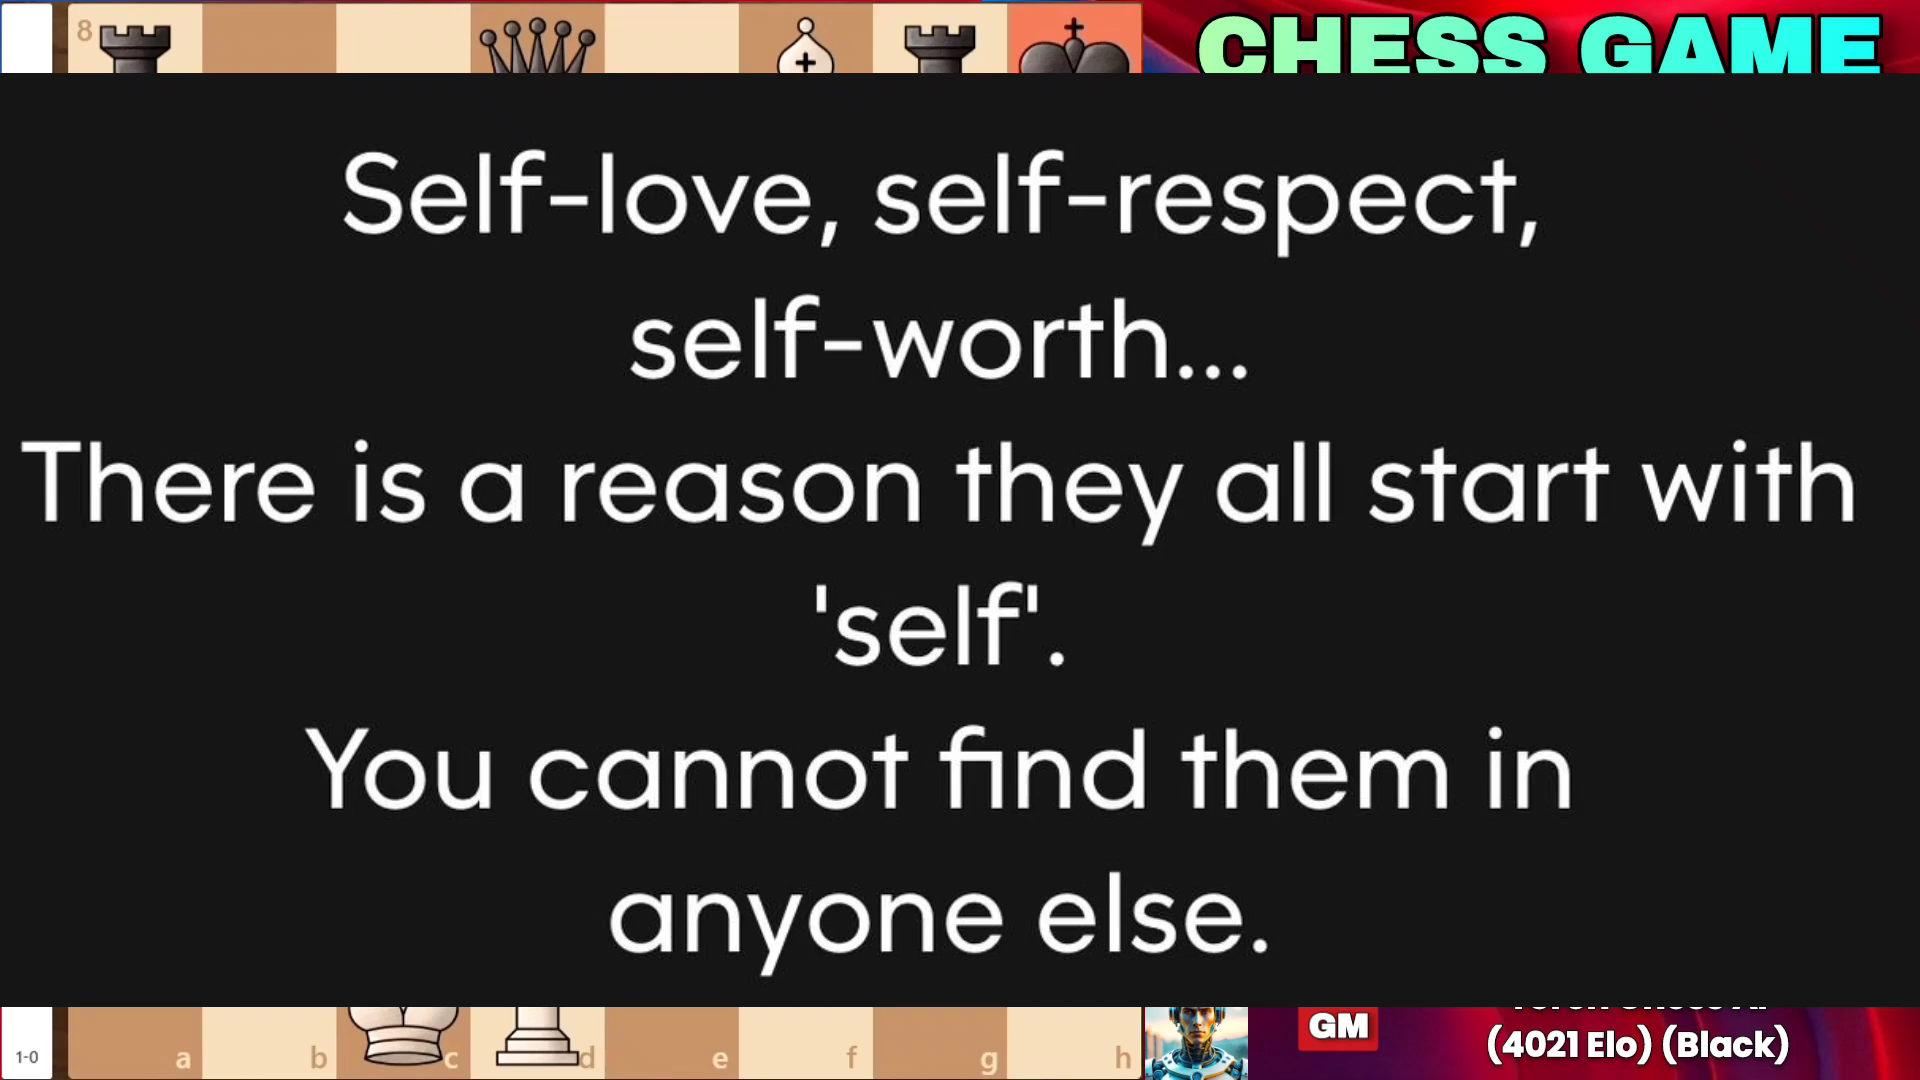 8
CHESS GAME
Self-love, self-respect,
self-worth...
There is a reason they all start with
'self'.
You cannot find them in
anyone else.
1-0
a b c d e f g h
GM
(4021 Elo) (Black)